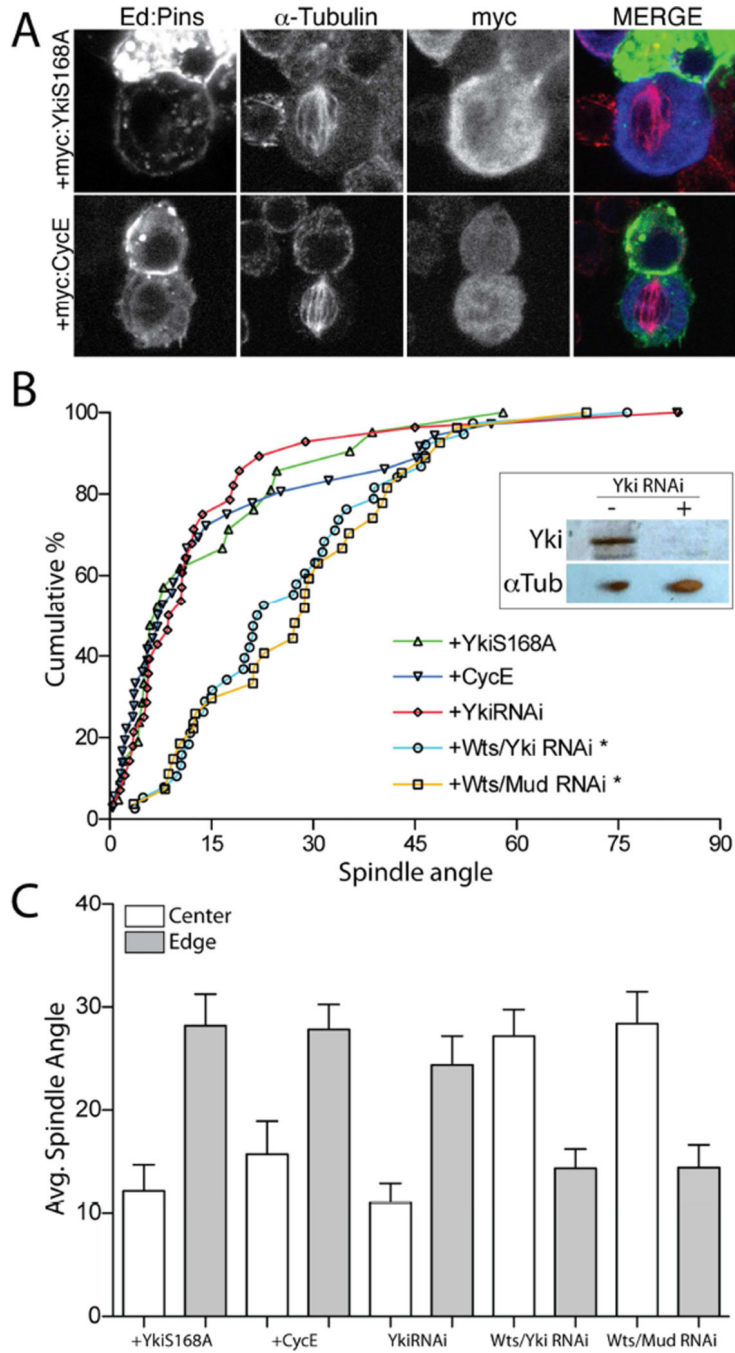 A
Ed:Pins α-Tubulin myc MERGE
+myc:YkiS168A
+myc:CycE
B
Cumulative %
100
80
60
40
20
0
0 15 30 45 60 75 90
Spindle angle
Yki RNAi
- +
Yki
αTub
+YkiS168A
+CycE
+YkiRNAi
+Wts/Yki RNAi *
+Wts/Mud RNAi *
C
Avg. Spindle Angle
40
30
20
10
0
Center
Edge
+YkiS168A +CycE YkiRNAi Wts/Yki RNAi Wts/Mud RNAi